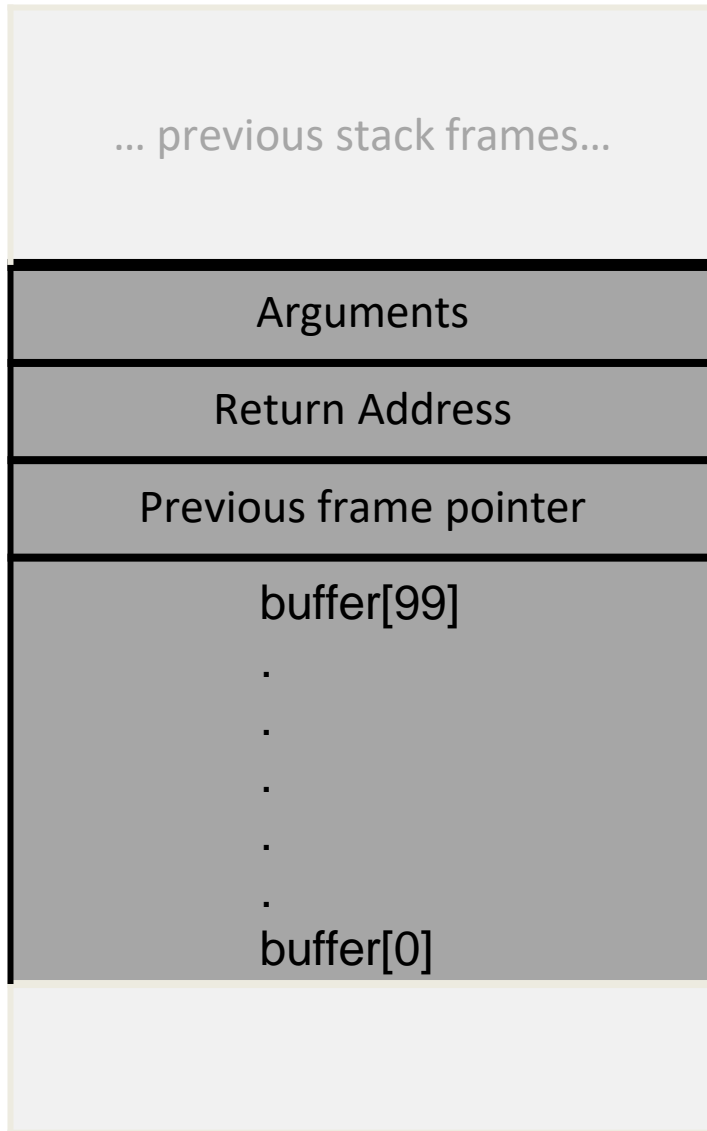 ... previous stack frames...
Arguments
Return Address
Previous frame pointer
buffer[99]
.
.
.
.
.
buffer[0]